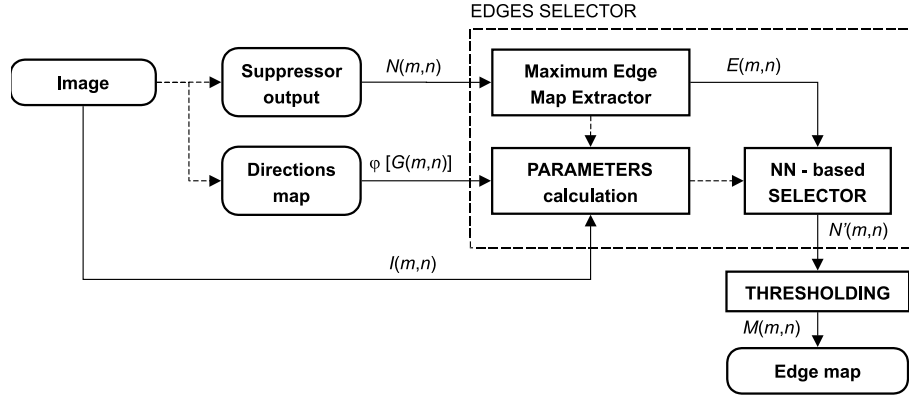 EDGES SELECTOR
Image
Suppressor
output
N(m,n)
Maximum Edge
Map Extractor
E(m,n)
Directions
map
φ [G(m,n)]
PARAMETERS
calculation
NN - based
SELECTOR
I(m,n)
N'(m,n)
THRESHOLDING
M(m,n)
Edge map